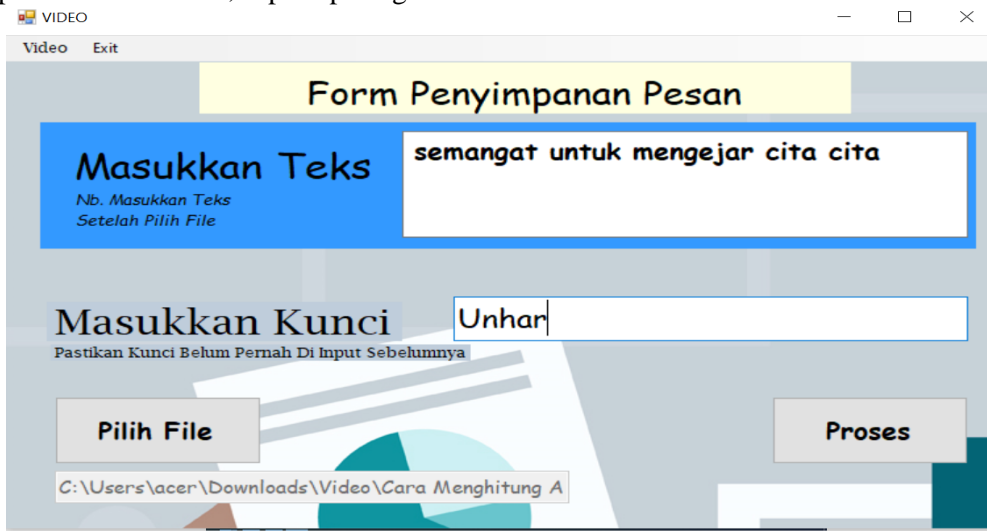 VIDEO
Video Exit
Form Penyimpanan Pesan
Masukkan Teks
Nb. Masukkan Teks
Setelah Pilih File
semangat untuk mengejar cita cita
Masukkan Kunci
Pastikan Kunci Belum Pernah Di Input Sebelumnya
Unhar
Pilih File
Proses
C:\Users\acer\Downloads\Video\Cara Menghitung A